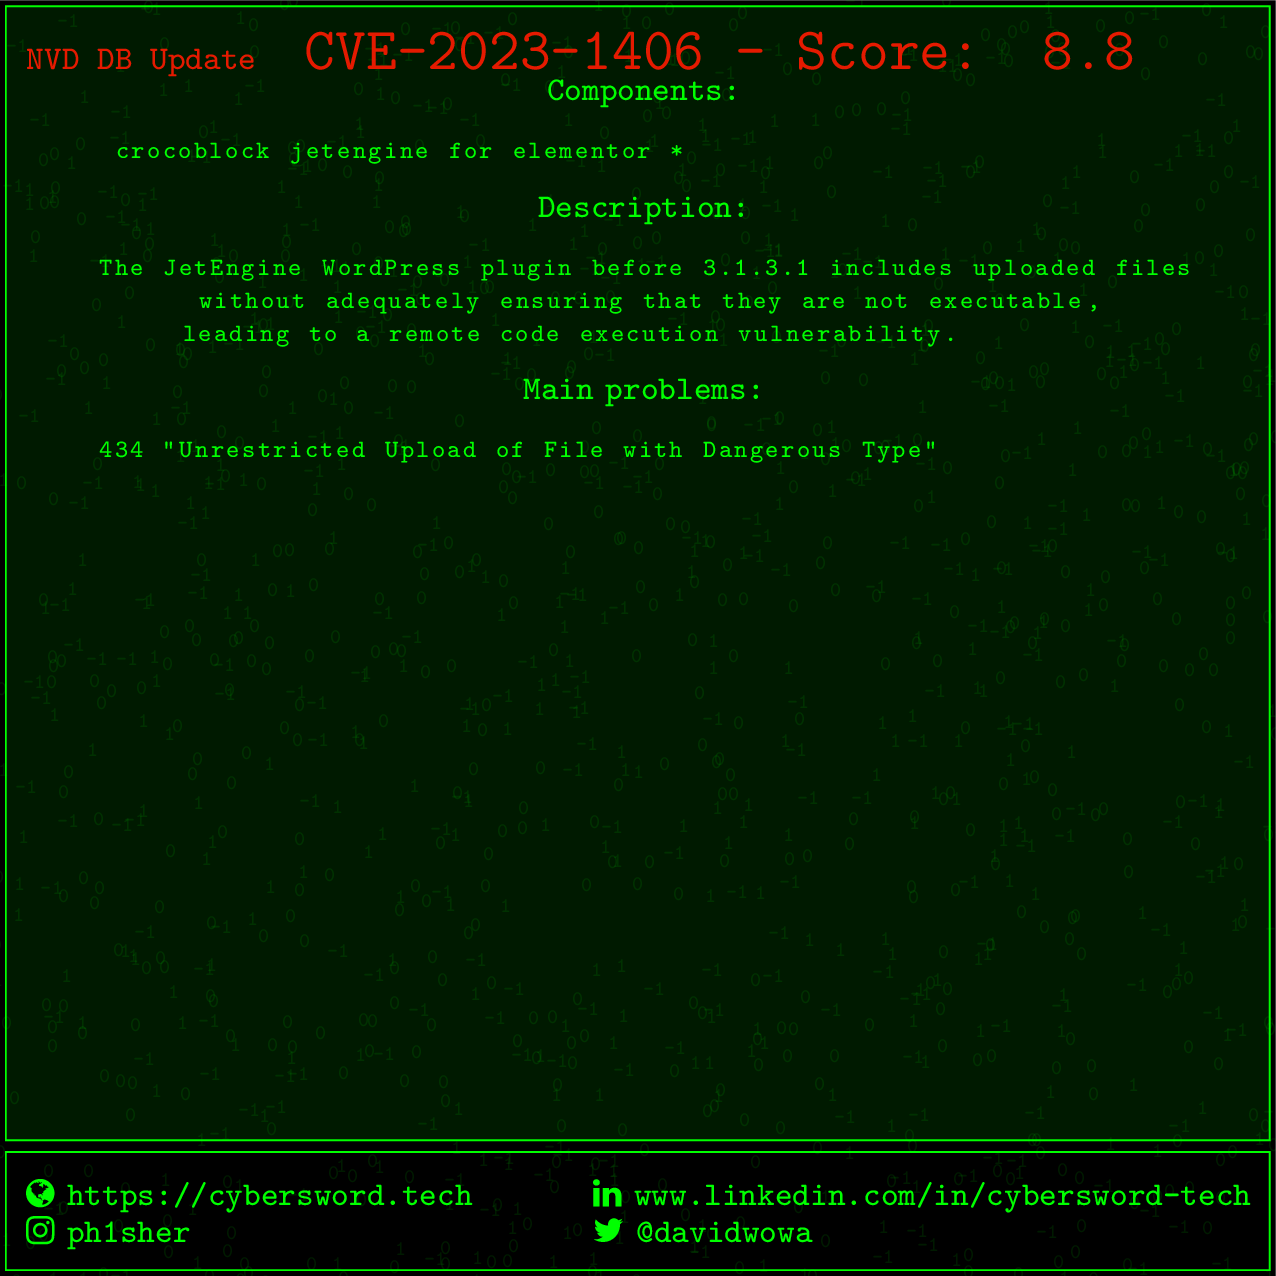 NVD DB Update CVE-2023-1406 - Score: 8.8
Components:
crocoblock jetengine for elementor *
Description:
The JetEngine WordPress plugin before 3.1.3.1 includes uploaded files
without adequately ensuring that they are not executable,
leading to a remote code execution vulnerability.
Main problems:
434 "Unrestricted Upload of File with Dangerous Type"
https://cybersword.tech
www.linkedin.com/in/cybersword-tech
ph1sher
@davidwowa